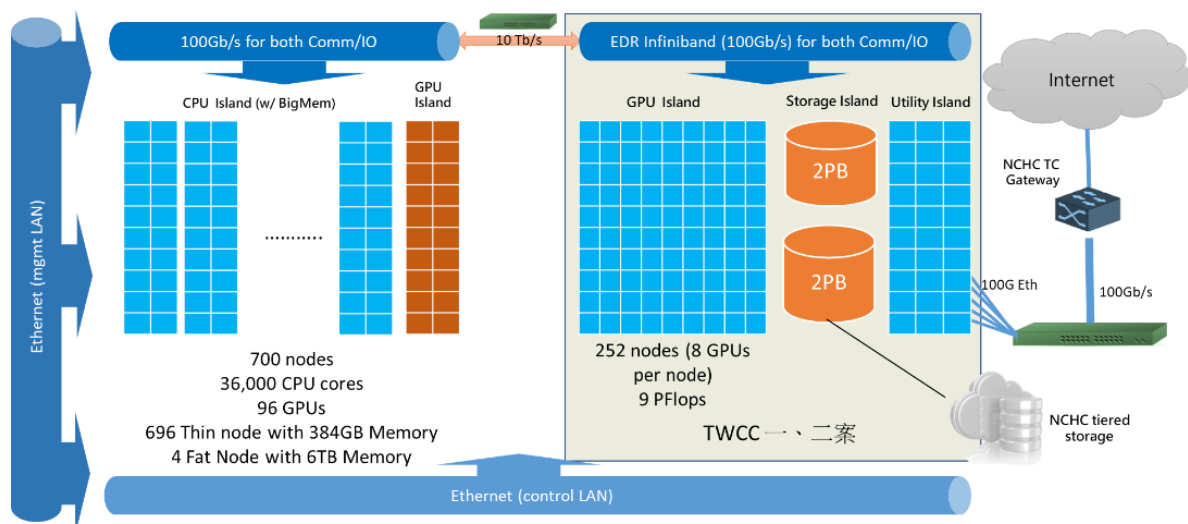 100Gb/s for both Comm/IO
10 Tb/s
EDR Infiniband (100Gb/s) for both Comm/IO
Ethernet (mgmt LAN)
CPU Island (w/ BigMem)
GPU
Island
………..
700 nodes
36,000 CPU cores
96 GPUs
696 Thin node with 384GB Memory
4 Fat Node with 6TB Memory
GPU Island
Storage Island
Utility Island
2PB
2PB
252 nodes (8 GPUs
per node)
9 PFlops
TWCC 一、二案
Internet
NCHC TC
Gateway
100G Eth
100Gb/s
NCHC tiered
storage
Ethernet (control LAN)